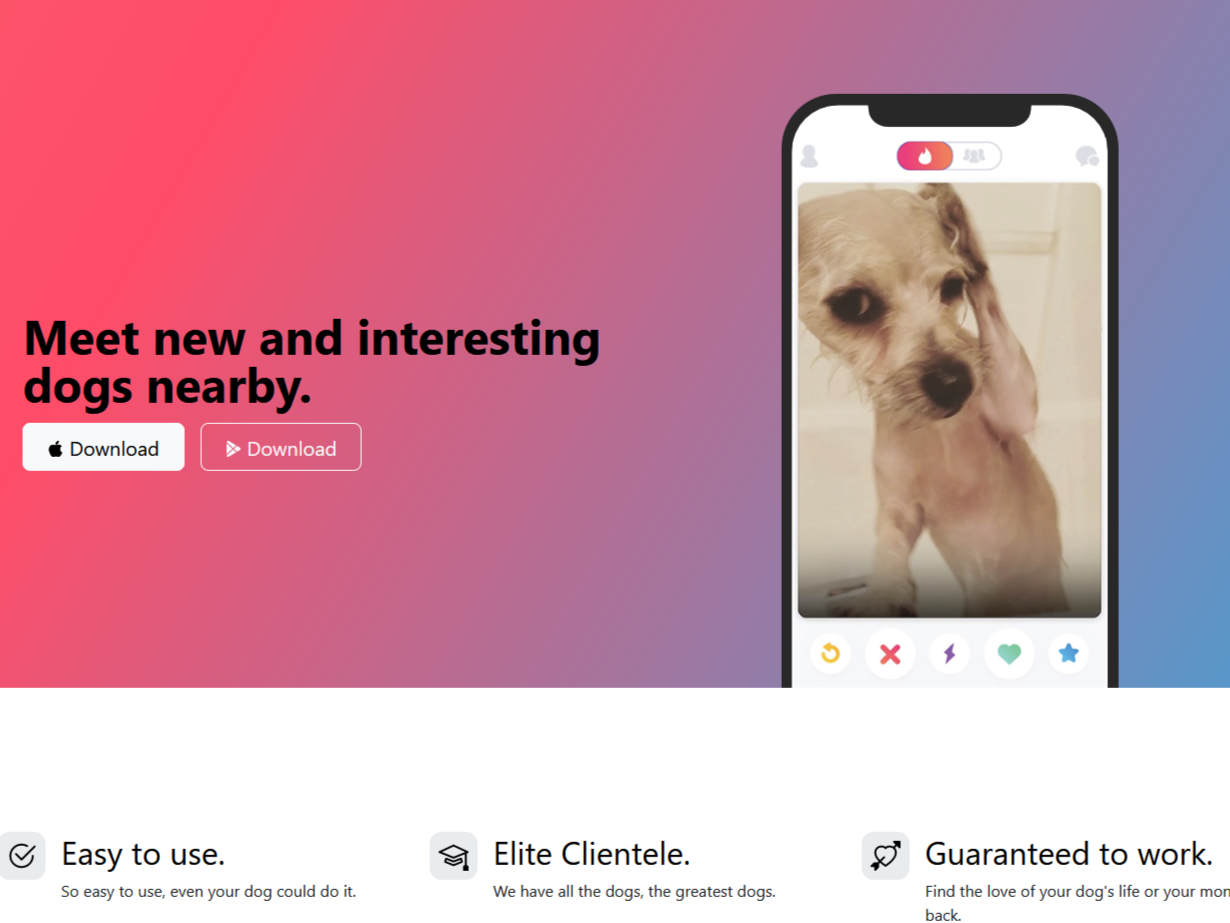 Meet new and interesting
dogs nearby.
Download
Download
Easy to use.
So easy to use, even your dog could do it.
Elite Clientele.
We have all the dogs, the greatest dogs.
Guaranteed to work.
Find the love of your dog's life or your
back.